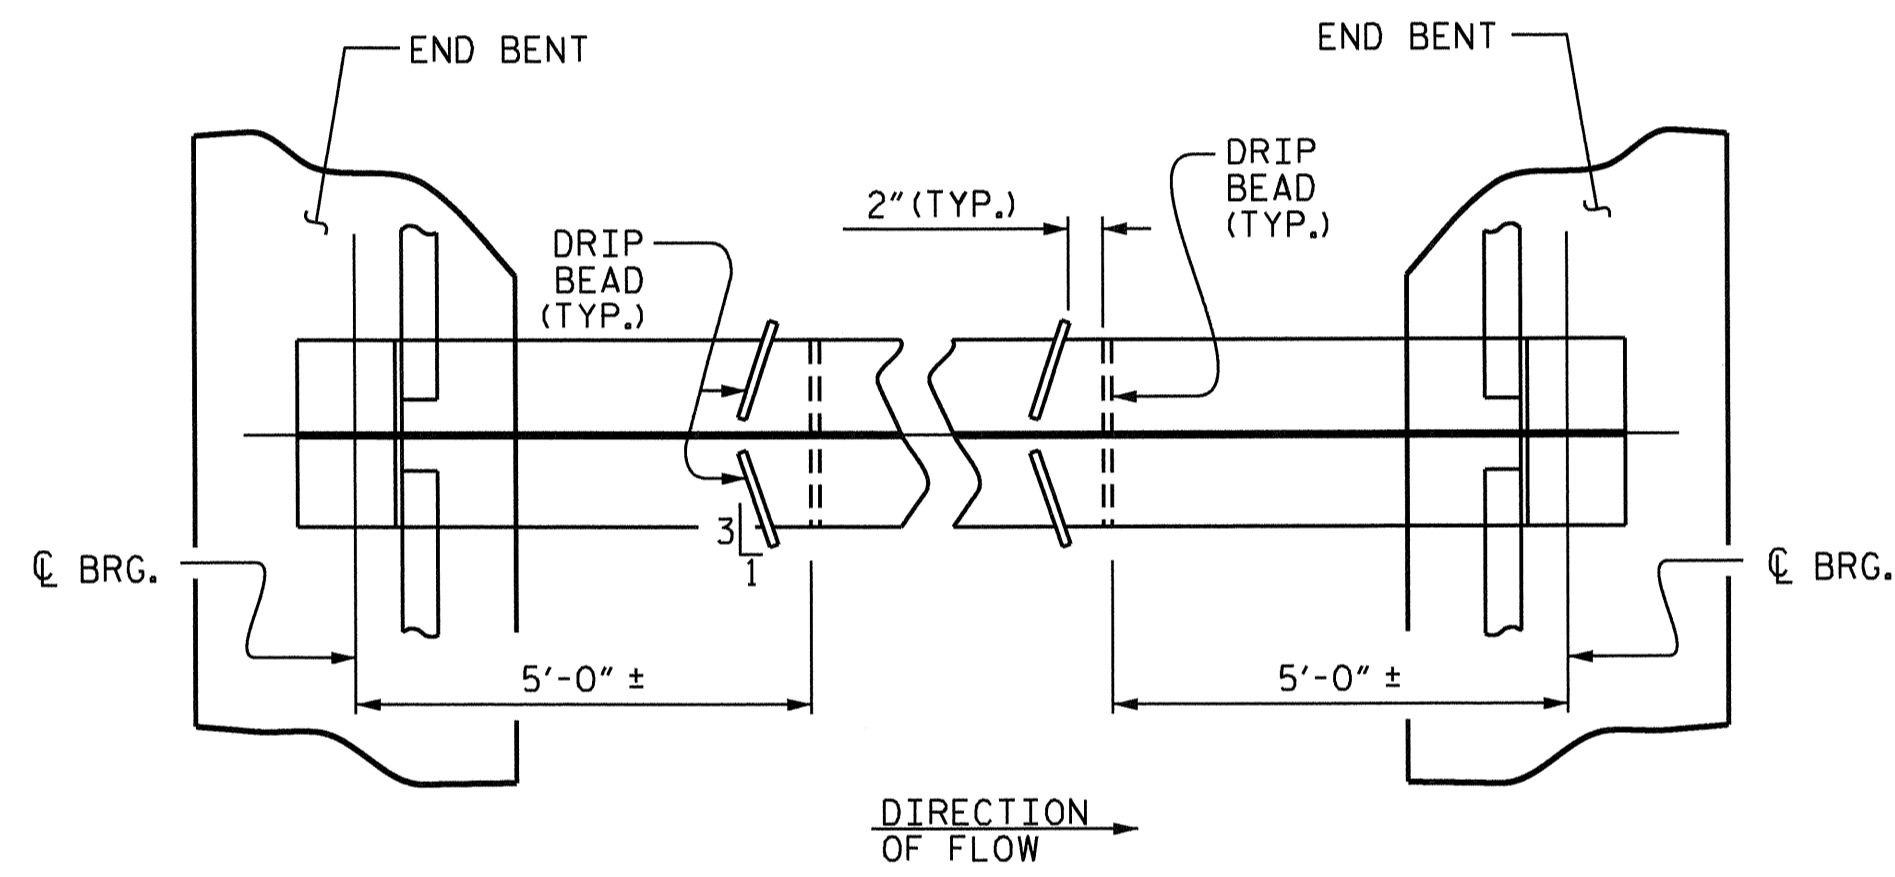 END BENT
END BENT
DRIP
BEAD
(TYP.)
2" (TYP.)
DRIP
BEAD
(TYP.)
3
1
℄ BRG.
℄ BRG.
5'-0" ±
5'-0" ±
DIRECTION
OF FLOW